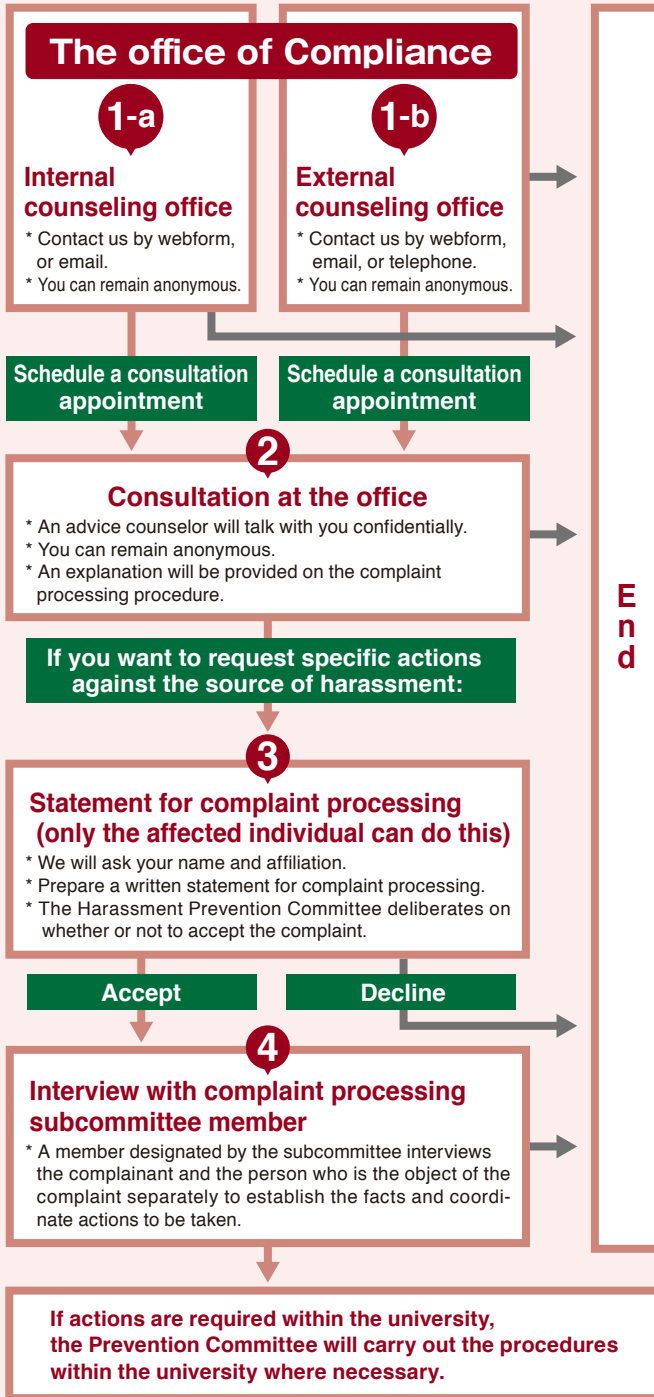 The office of Compliance
1-a
Internal
counseling office
* Contact us by webform,
or email.
* You can remain anonymous.
1-b
External
counseling office
* Contact us by webform,
email, or telephone.
* You can remain anonymous.
Schedule a consultation
appointment
Schedule a consultation
appointment
2
Consultation at the office
* An advice counselor will talk with you confidentially.
* You can remain anonymous.
* An explanation will be provided on the complaint
processing procedure.
If you want to request specific actions
against the source of harassment:
3
Statement for complaint processing
(only the affected individual can do this)
* We will ask your name and affiliation.
* Prepare a written statement for complaint processing.
* The Harassment Prevention Committee deliberates on
whether or not to accept the complaint.
Accept
Decline
4
Interview with complaint processing
subcommittee member
* A member designated by the subcommittee interviews
the complainant and the person who is the object of the
complaint separately to establish the facts and coordi-
nate actions to be taken.
End
If actions are required within the university,
the Prevention Committee will carry out the procedures
within the university where necessary.